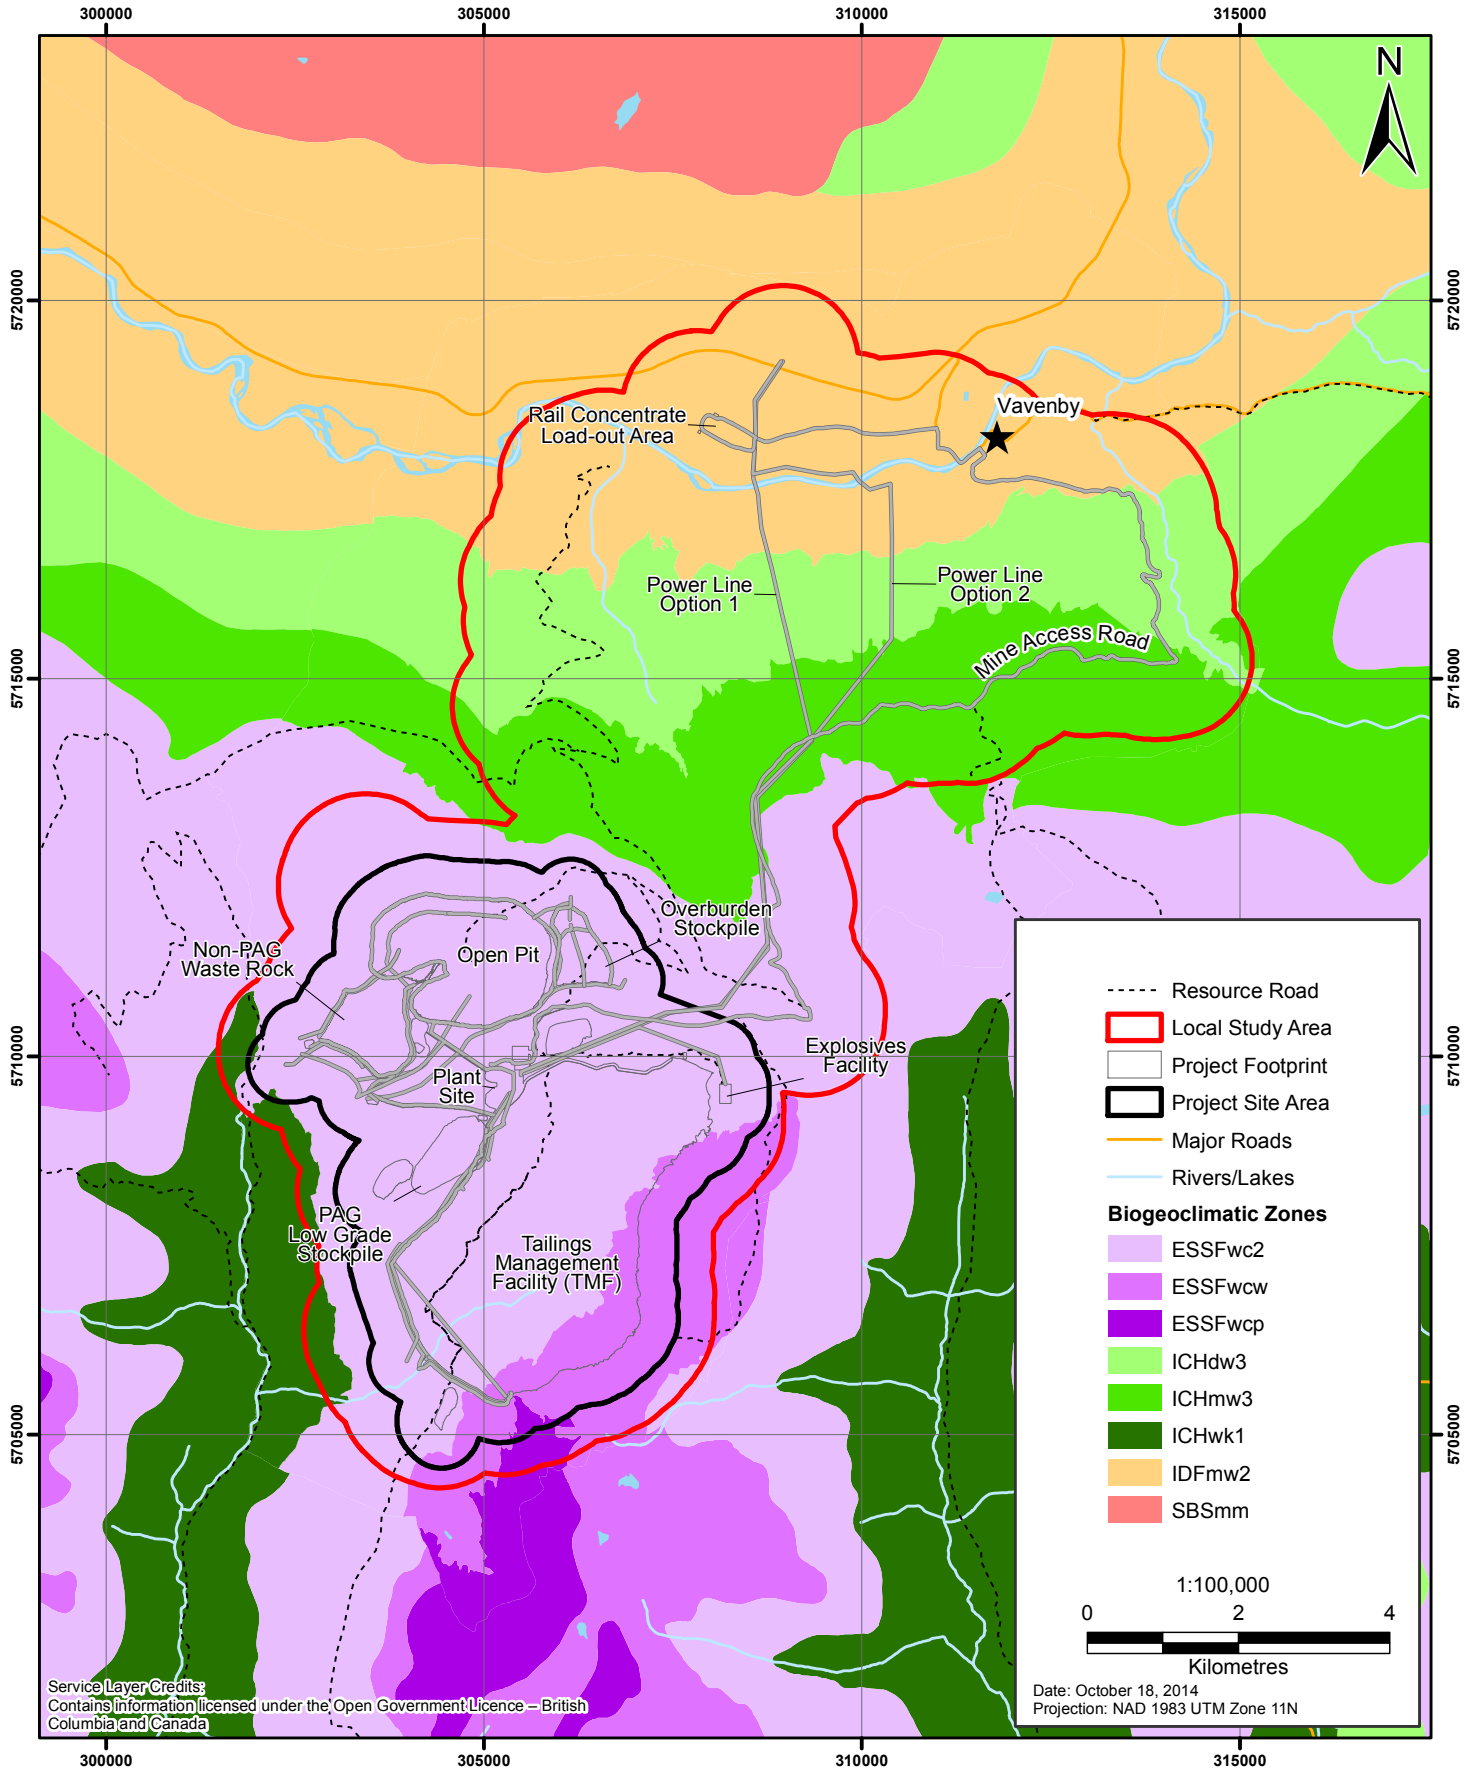 300000
305000
310000
315000
N
5720000
5720000
Rail Concentrate
Load-out Area
Vavenby
Power Line
Option 1
Power Line
Option 2
Mine Access Road
5715000
5715000
Overburden
Stockpile
Non-PAG
Waste Rock
Open Pit
Explosives
Facility
Plant
Site
5710000
5710000
PAG
Low Grade
Stockpile
Tailings
Management
Facility (TMF)
5705000
5705000
Resource Road
Local Study Area
Project Footprint
Project Site Area
Major Roads
Rivers/Lakes
Biogeoclimatic Zones
ESSFwc2
ESSFwcw
ESSFwcp
ICHdw3
ICHmw3
ICHwk1
IDFmw2
SBSmm
1:100,000
0 2 4
Kilometres
Date: October 18, 2014
Projection: NAD 1983 UTM Zone 11N
Service Layer Credits:
Contains information licensed under the Open Government Licence – British
Columbia and Canada
300000
305000
310000
315000